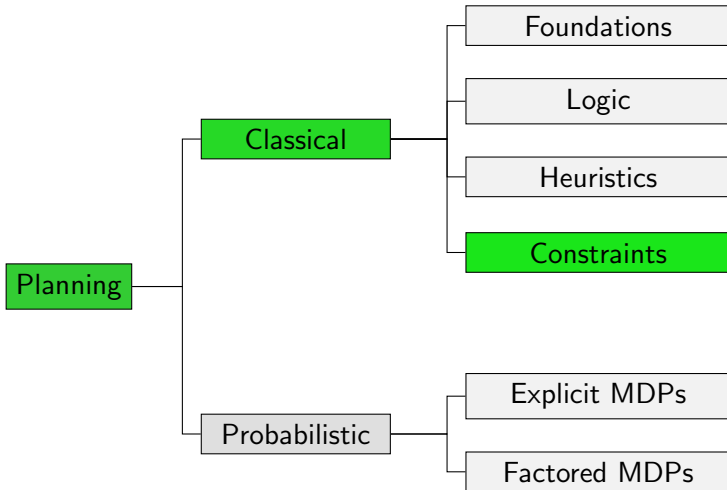 Foundations
Logic
Classical
Heuristics
Constraints
Planning
Explicit MDPs
Probabilistic
Factored MDPs